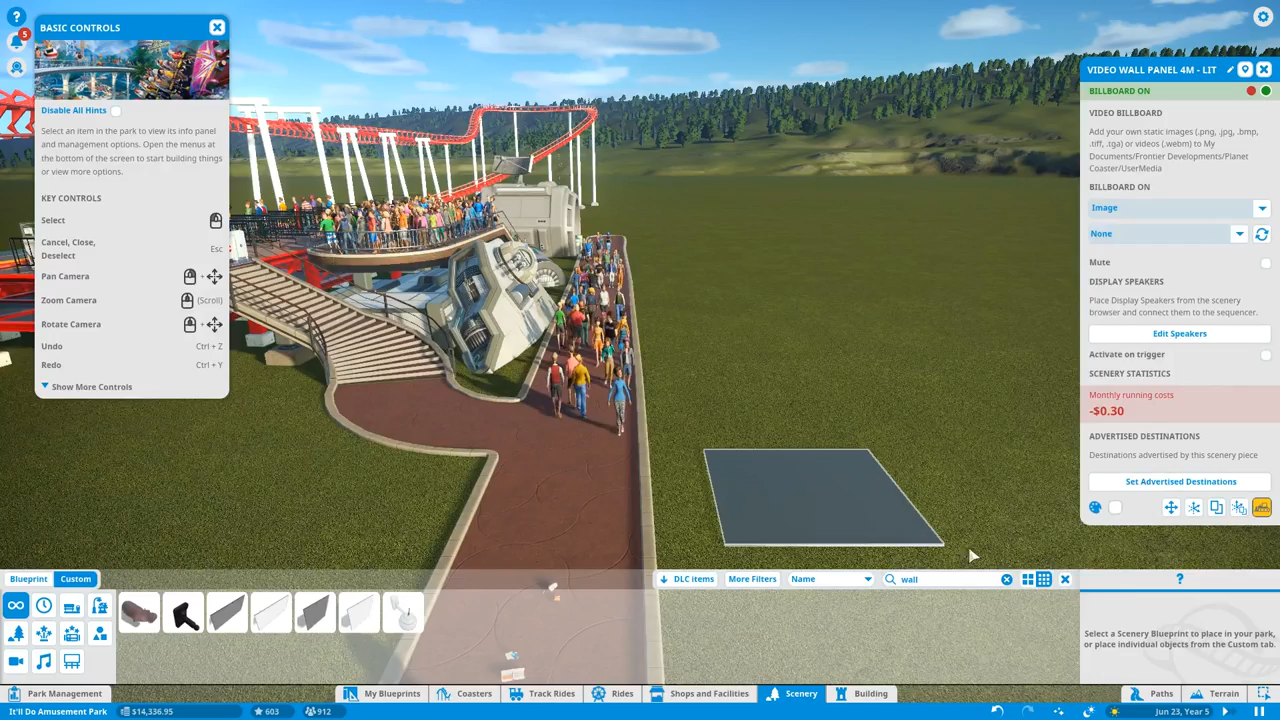 5
BASIC CONTROLS
Disable All Hints
Select an item in the park to view its info panel
and management options. Open the menus at
the bottom of the screen to start building things
or view more options.
KEY CONTROLS
Select
Cancel, Close,
Deselect
Esc
Pan Camera
+
Zoom Camera
(Scroll)
Rotate Camera
+
Undo
Ctrl + Z
Redo
Ctrl + Y
Show More Controls
VIDEO WALL PANEL 4M - LIT
BILLBOARD ON
VIDEO BILLBOARD
Add your own static images (.png, .jpg, .bmp,
.tiff, .tga) or videos (.webm) to My
Documents/Frontier Developments/Planet
Coaster/UserMedia
BILLBOARD ON
Image
None
Mute
DISPLAY SPEAKERS
Place Display Speakers from the scenery
browser and connect them to the sequencer.
Edit Speakers
Activate on trigger
SCENERY STATISTICS
Monthly running costs
-$0.30
ADVERTISED DESTINATIONS
Destinations advertised by this scenery piece
Set Advertised Destinations
Blueprint
Custom
DLC items
More Filters
Name
wall
?
Select a Scenery Blueprint to place in your park,
or place individual objects from the Custom tab.
Park Management
My Blueprints
Coasters
Track Rides
Rides
Shops and Facilities
Scenery
Building
Paths
Terrain
It'll Do Amusement Park
$14,336.95
603
912
Jun 23, Year 5